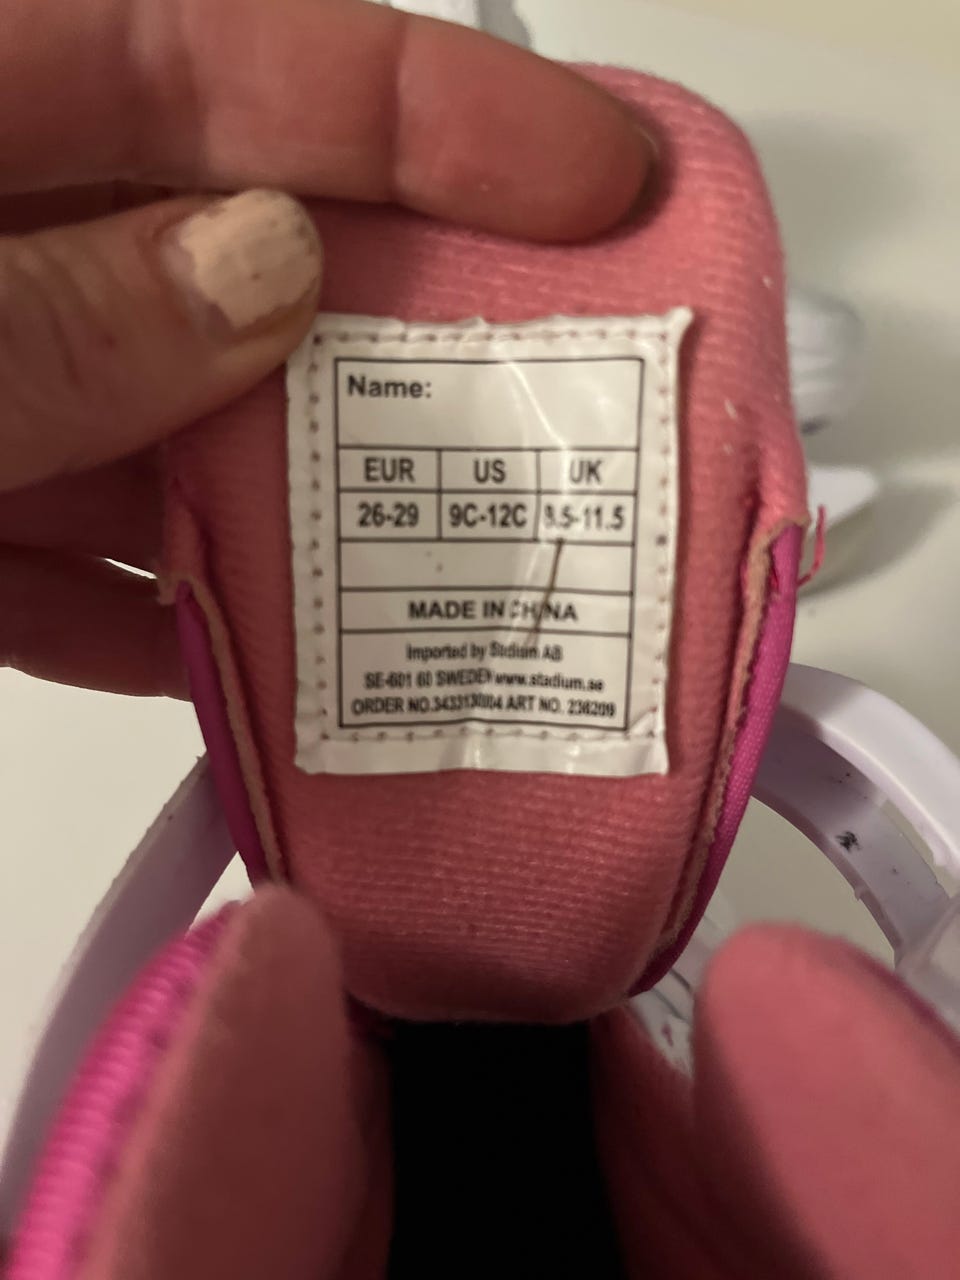 Name:
EUR US UK
26-29 9C-12C 8.5-11.5
MADE IN CHINA
Imported by Stadium AB
SE-601 60 SWEDEN www.stadium.se
ORDER NO.3433130004 ART NO. 236209